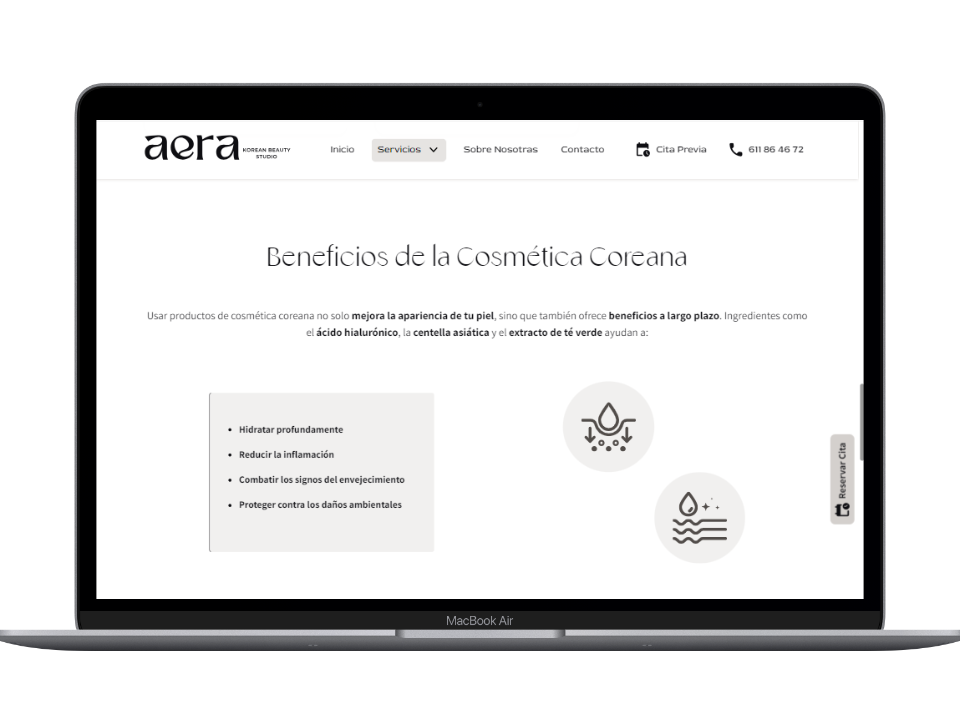 aera KOREAN BEAUTY
STUDIO
Inicio Servicios Sobre Nosotras Contacto Cita Previa 611 86 46 72
Beneficios de la Cosmética Coreana
Usar productos de cosmética coreana no solo mejora la apariencia de tu piel, sino que también ofrece beneficios a largo plazo. Ingredientes como
el ácido hialurónico, la centella asiática y el extracto de té verde ayudan a:
• Hidratar profundamente
• Reducir la inflamación
• Combatir los signos del envejecimiento
• Proteger contra los daños ambientales
Reservar Cita
MacBook Air